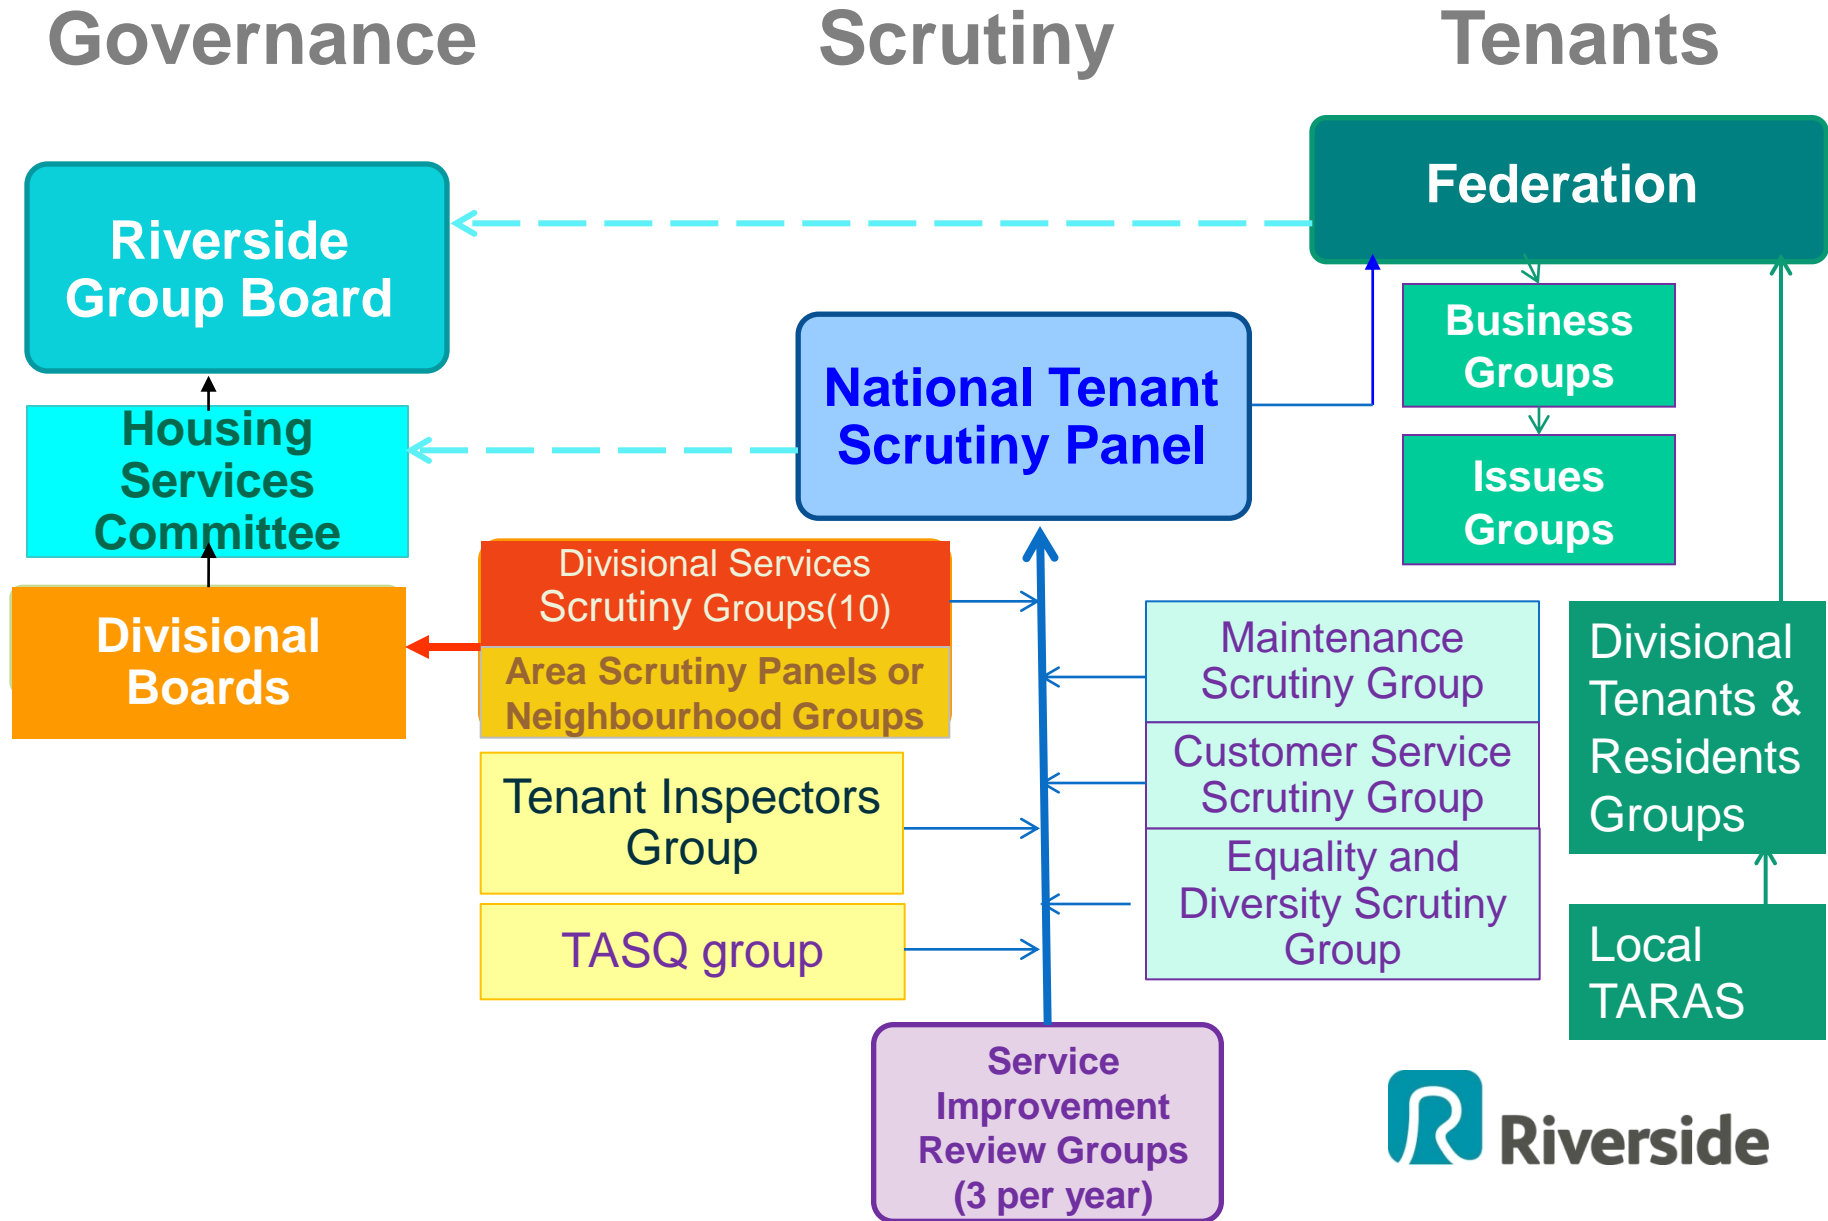 Governance
Scrutiny
Tenants
Riverside
Group Board
Housing
Services
Committee
Divisional
Boards
National Tenant
Scrutiny Panel
Divisional Services
Scrutiny Groups(10)
Area Scrutiny Panels or
Neighbourhood Groups
Tenant Inspectors
Group
TASQ group
Maintenance
Scrutiny Group
Customer Service
Scrutiny Group
Equality and
Diversity Scrutiny
Group
Service
Improvement
Review Groups
(3 per year)
Federation
Business
Groups
Issues
Groups
Divisional
Tenants &
Residents
Groups
Local
TARAS
Riverside